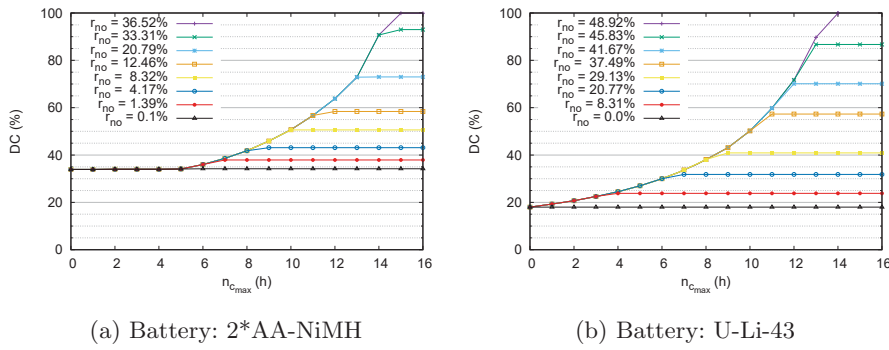 DC (%)
100
80
60
40
20
0
r_no = 36.52%
r_no = 33.31%
r_no = 20.79%
r_no = 12.46%
r_no = 8.32%
r_no = 4.17%
r_no = 1.39%
r_no = 0.1%
0 2 4 6 8 10 12 14 16
n_c_max (h)
(a) Battery: 2*AA-NiMH
DC (%)
100
80
60
40
20
0
r_no = 48.92%
r_no = 45.83%
r_no = 41.67%
r_no = 37.49%
r_no = 29.13%
r_no = 20.77%
r_no = 8.31%
r_no = 0.0%
0 2 4 6 8 10 12 14 16
n_c_max (h)
(b) Battery: U-Li-43